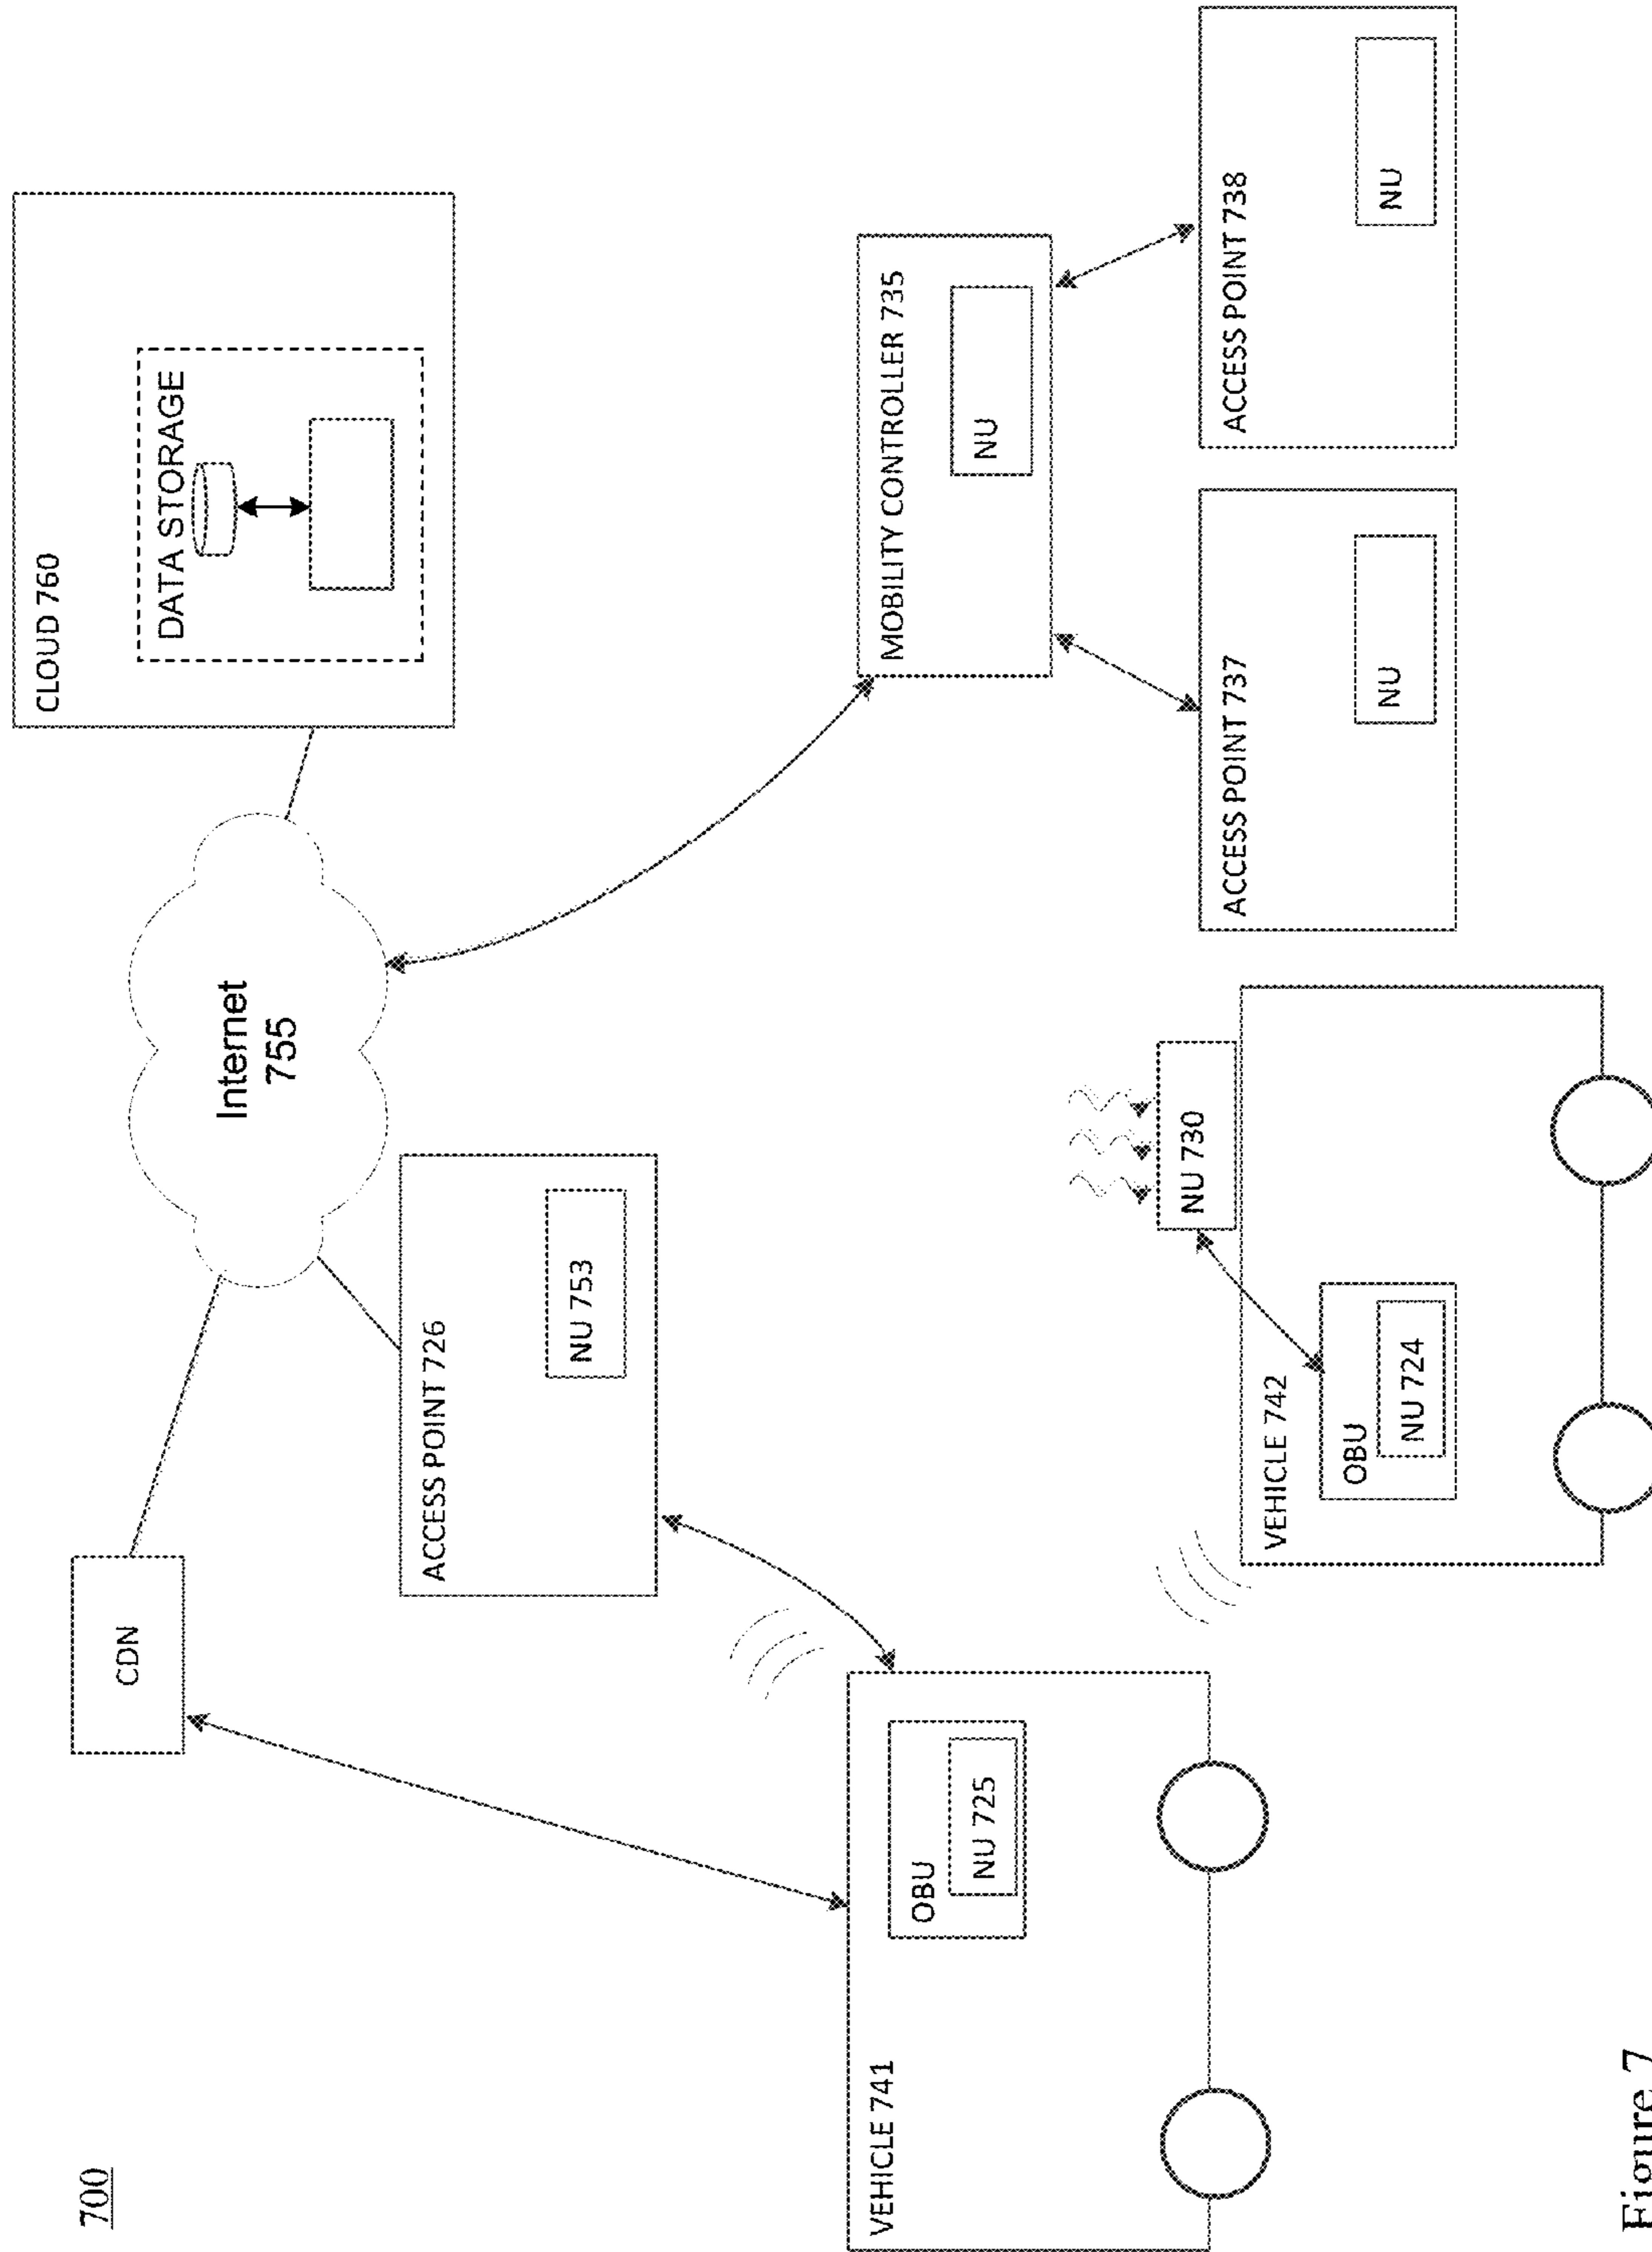 700
CDN
Internet
755
CLOUD 760
DATA STORAGE
ACCESS POINT 726
NU 753
VEHICLE 741
OBU
NU 725
MOBILITY CONTROLLER 735
NU
NU 730
VEHICLE 742
OBU
NU 724
ACCESS POINT 737
NU
ACCESS POINT 738
NU
Figure 7